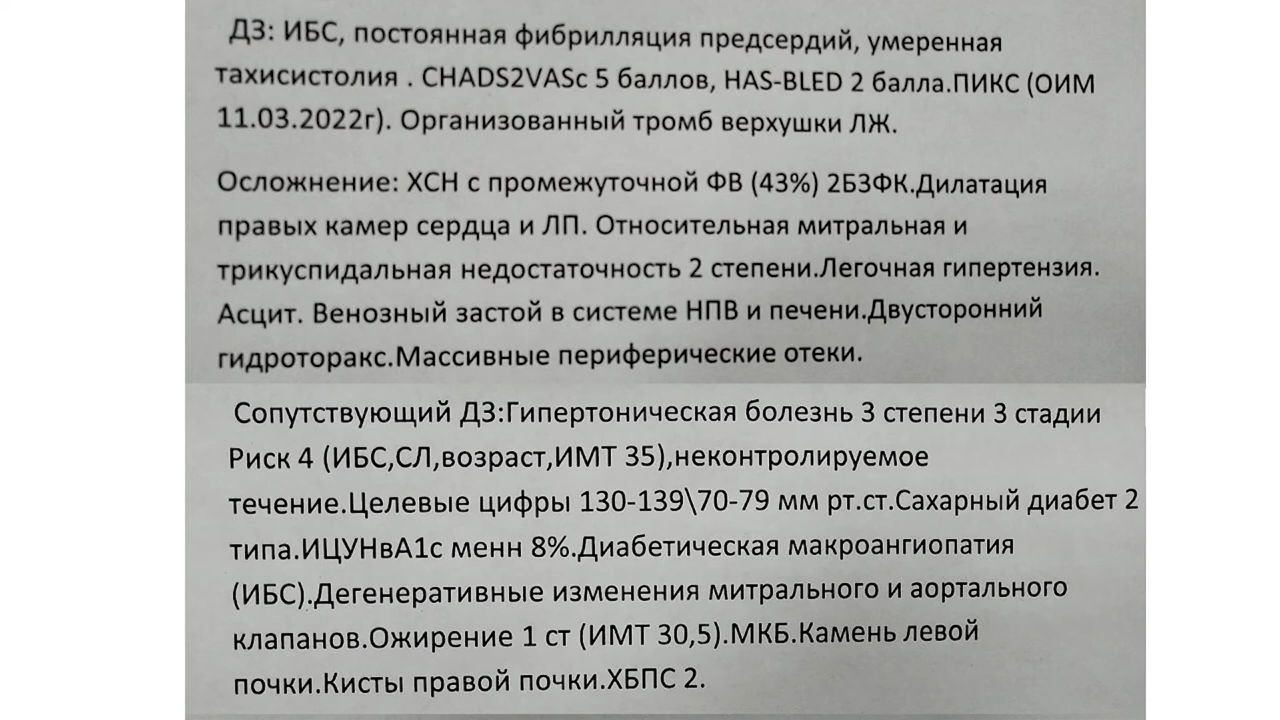 ДЗ: ИБС, постоянная фибрилляция предсердий, умеренная
тахисистолия . CHADS2VASc 5 баллов, HAS-BLED 2 балла.ПИКС (ОИМ
11.03.2022г). Организованный тромб верхушки ЛЖ.
Осложнение: ХСН с промежуточной ФВ (43%) 2Б3ФК.Дилатация
правых камер сердца и ЛП. Относительная митральная и
трикуспидальная недостаточность 2 степени.Легочная гипертензия.
Асцит. Венозный застой в системе НПВ и печени.Двусторонний
гидроторакс.Массивные периферические отеки.
Сопутствующий ДЗ:Гипертоническая болезнь 3 степени 3 стадии
Риск 4 (ИБС,СЛ,возраст,ИМТ 35),неконтролируемое
течение.Целевые цифры 130-139\70-79 мм рт.ст.Сахарный диабет 2
типа.ИЦУНвА1с менн 8%.Диабетическая макроангиопатия
(ИБС).Дегенеративные изменения митрального и аортального
клапанов.Ожирение 1 ст (ИМТ 30,5).МКБ.Камень левой
почки.Кисты правой почки.ХБПС 2.